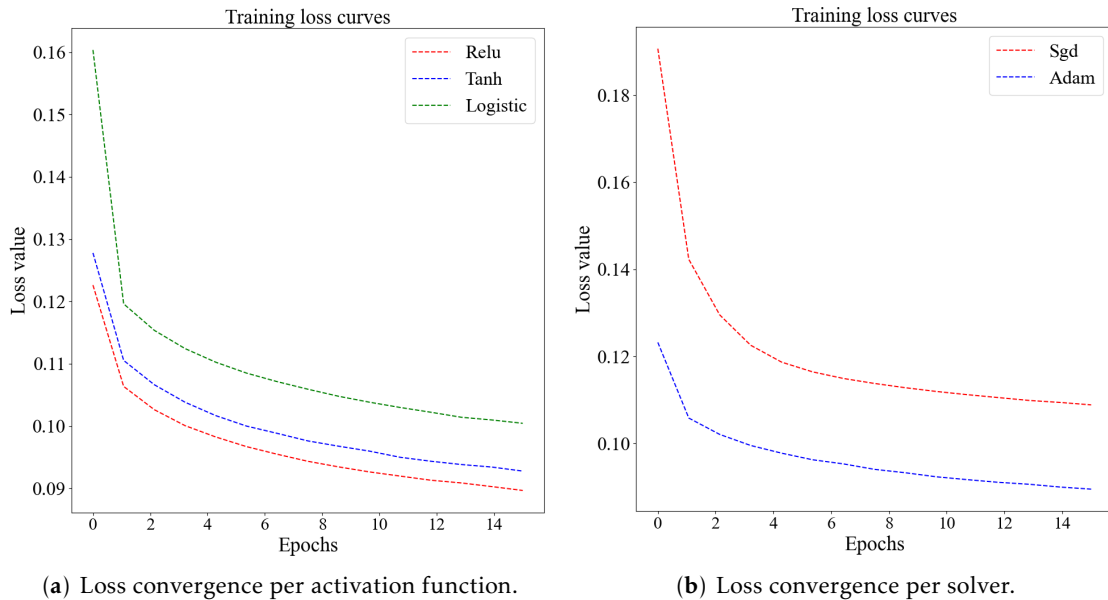 Training loss curves
0.16
0.15
0.14
0.13
0.12
0.11
0.10
0.09
Loss value
Relu
Tanh
Logistic
0 2 4 6 8 10 12 14
Epochs
(a) Loss convergence per activation function.
Training loss curves
0.18
0.16
0.14
0.12
0.10
Loss value
Sgd
Adam
0 2 4 6 8 10 12 14
Epochs
(b) Loss convergence per solver.